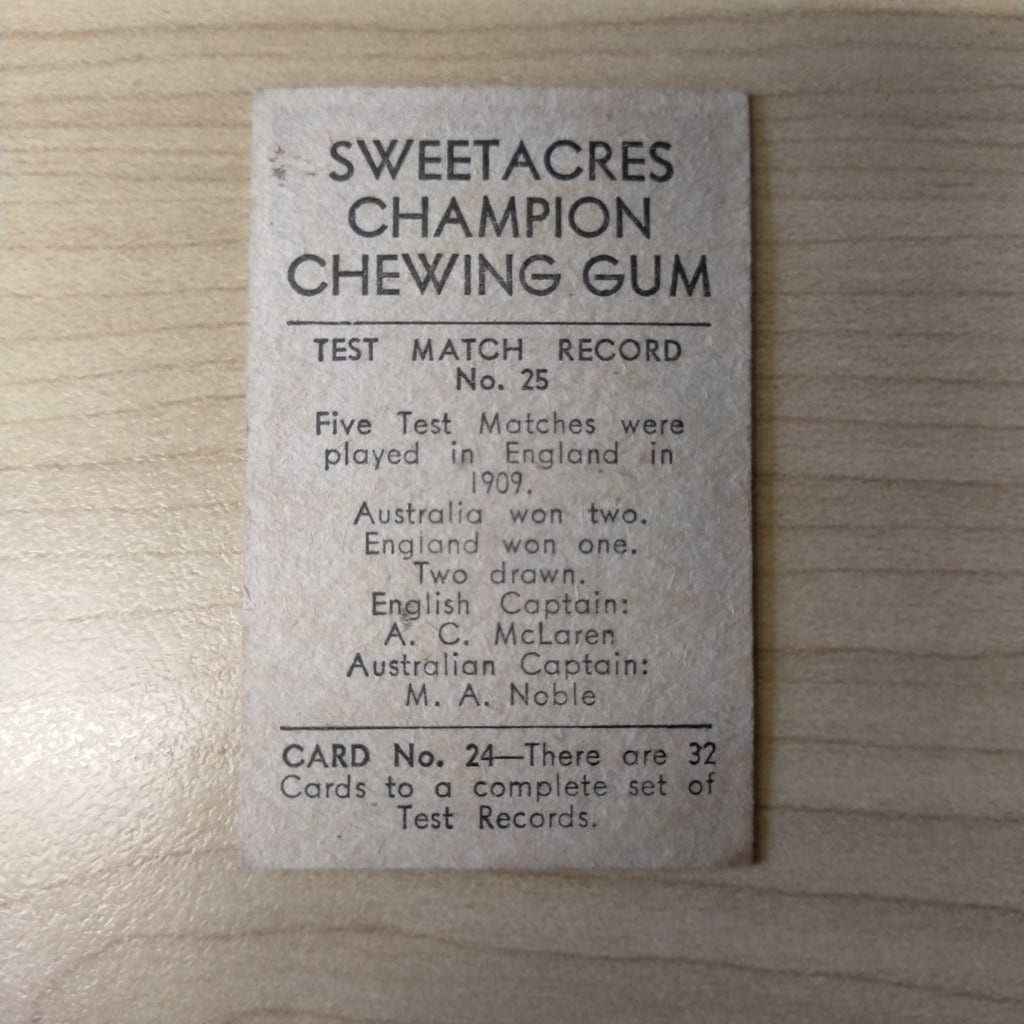 SWEETACRES
CHAMPION
CHEWING GUM
TEST MATCH RECORD
No. 25
Five Test Matches were
played in England in
1909.
Australia won two.
England won one.
Two drawn.
English Captain:
A. C. McLaren
Australian Captain:
M. A. Noble
CARD No. 24—There are 32
Cards to a complete set of
Test Records.